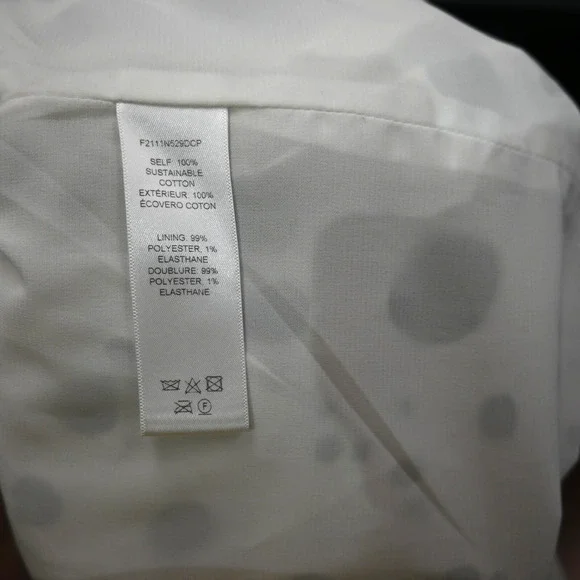 F2111N529DCP
SELF: 100%
SUSTAINABLE
COTTON
EXTÉRIEUR: 100%
ÉCOVERO COTON
LINING: 99%
POLYESTER, 1%
ELASTHANE
DOUBLURE: 99%
POLYESTER, 1%
ELASTHANE
F